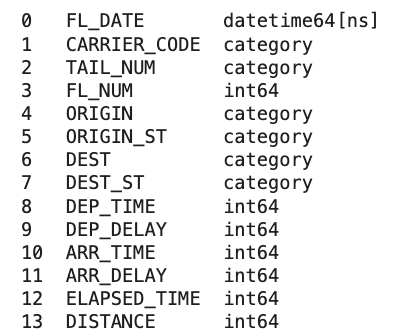 0 FL_DATE datetime64[ns]
1 CARRIER_CODE category
2 TAIL_NUM category
3 FL_NUM int64
4 ORIGIN category
5 ORIGIN_ST category
6 DEST category
7 DEST_ST category
8 DEP_TIME int64
9 DEP_DELAY int64
10 ARR_TIME int64
11 ARR_DELAY int64
12 ELAPSED_TIME int64
13 DISTANCE int64